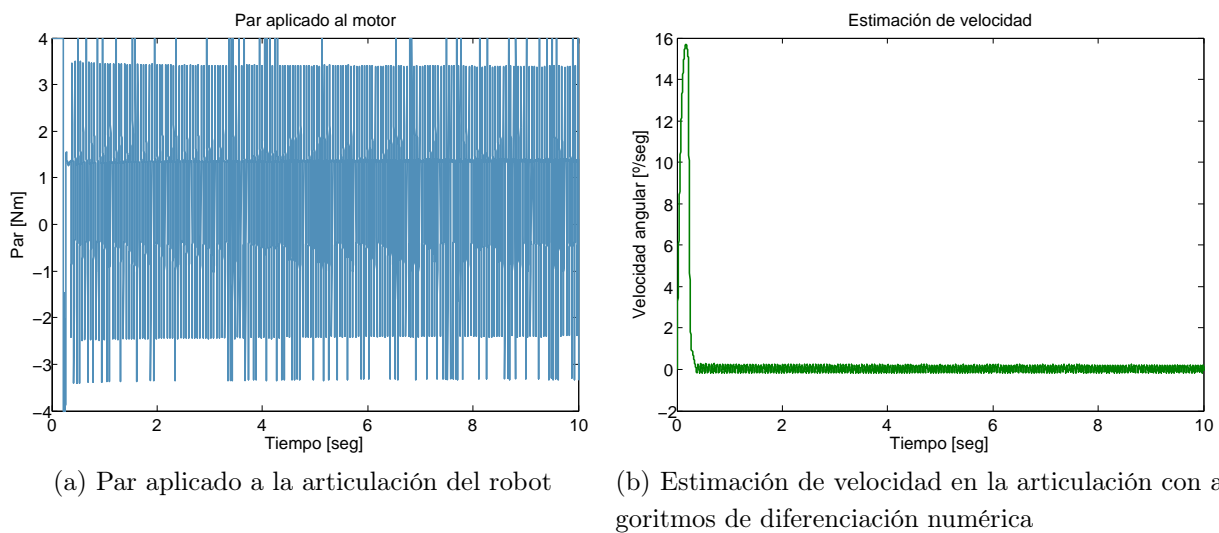 Par aplicado al motor
4
3
2
1
0
−1
−2
−3
−4
Par [Nm]
0 2 4 6 8 10
Tiempo [seg]
(a) Par aplicado a la articulación del robot
Estimación de velocidad
16
14
12
10
8
6
4
2
0
−2
Velocidad angular [º/seg]
0 2 4 6 8 10
Tiempo [seg]
(b) Estimación de velocidad en la articulación con a
goritmos de diferenciación numérica